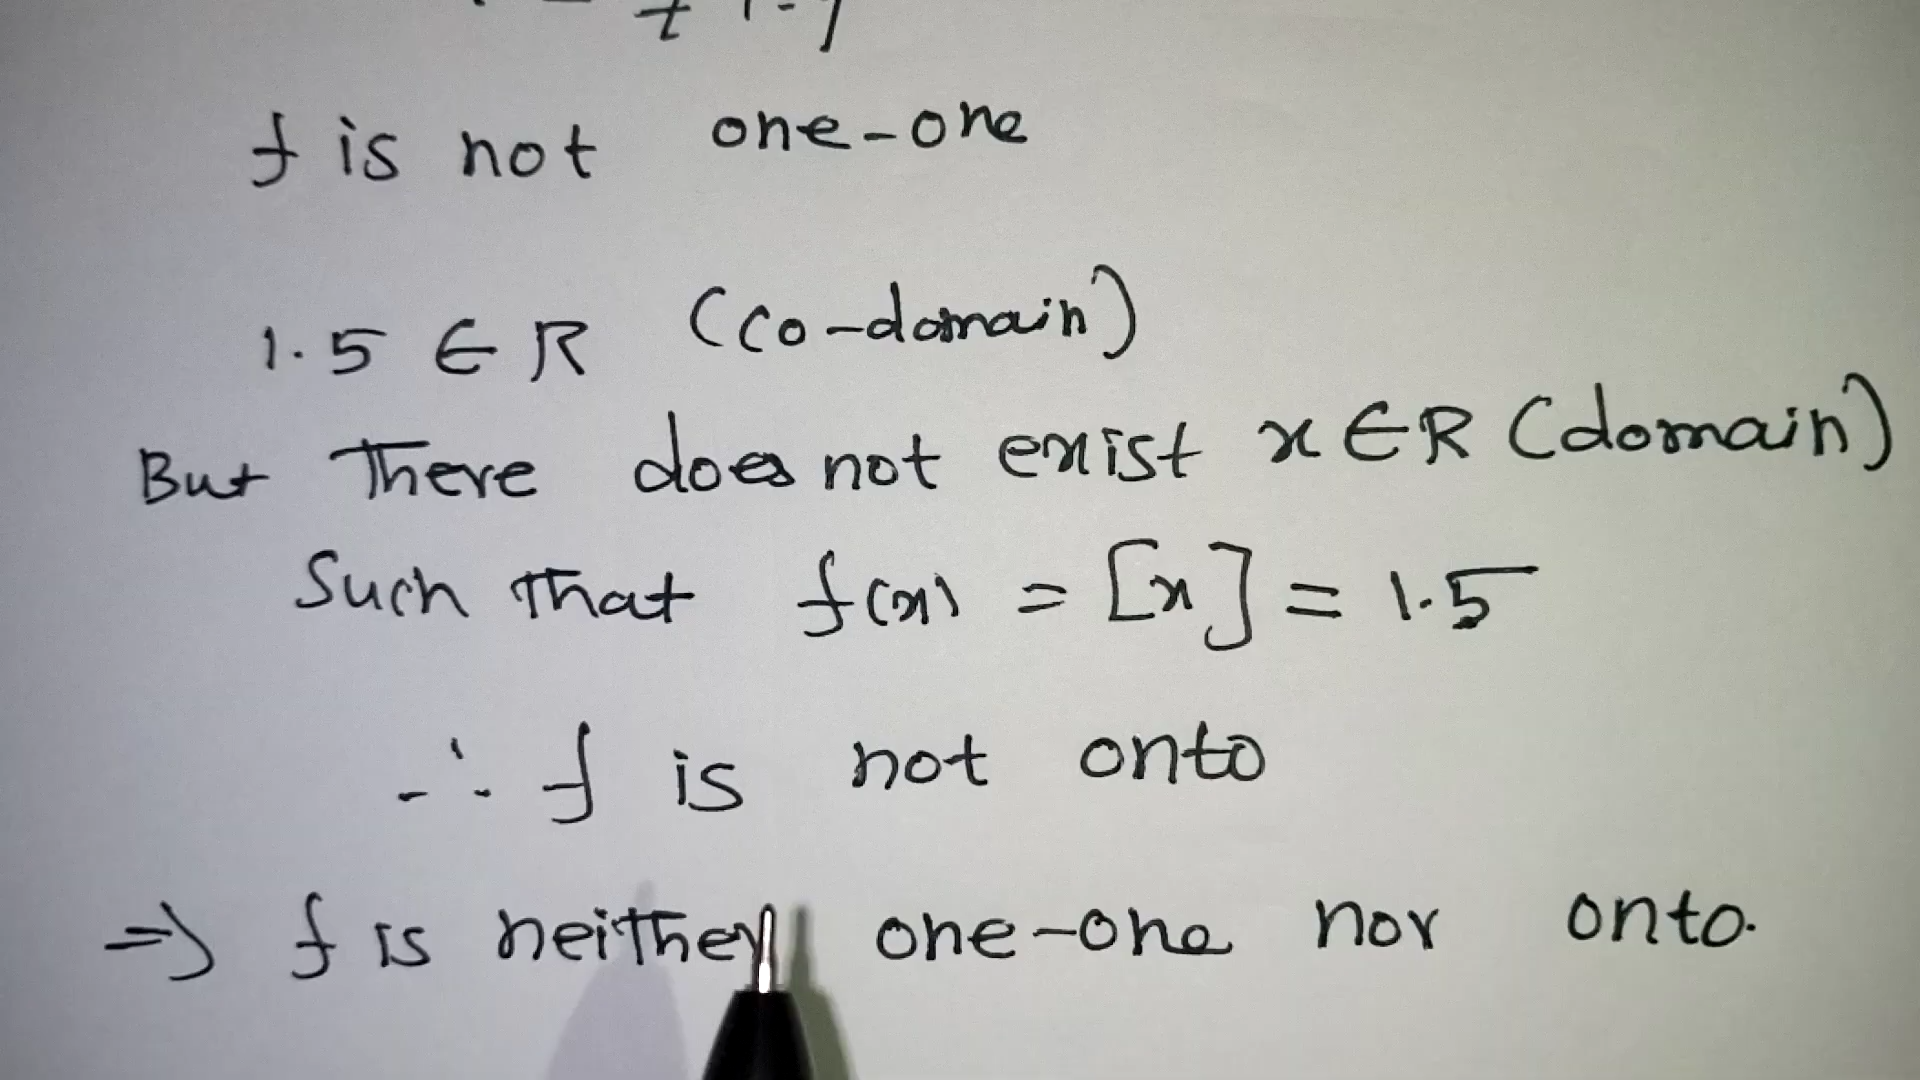 f is not one-one
1.5 ∈ R (co-domain)
But There does not exist x ∈ R (domain)
Such that f(x) = [x] = 1.5
∴ f is not onto
⇒ f is neither one-one nor onto.